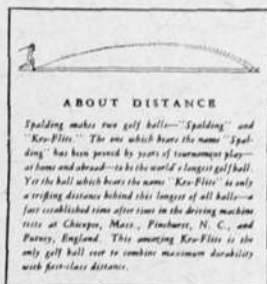 ABOUT DISTANCE
Spalding makes two golf balls—"Spalding" and
"Kro-Flite." The one which bears the name "Spal-
ding" has been proved by years of tournament play—
at home and abroad—to be the world's longest golf ball.
Yet the ball which bears the name "Kro-Flite" is only
a trifling distance behind this longest of all balls—a
fact established time after time in the driving machine
tests at Chicopee, Mass., Pinehurst, N. C., and
Putney, England. This amazing Kro-Flite is the
only golf ball ever to combine maximum durability
with first-class distance.